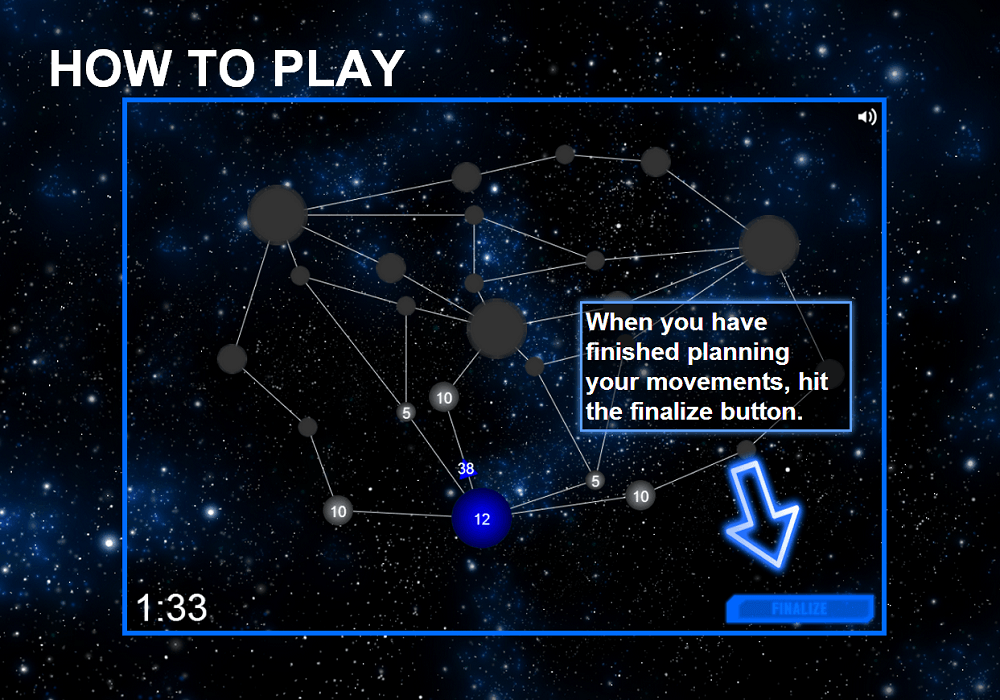 HOW TO PLAY
When you have
finished planning
your movements, hit
the finalize button.
10
5
38
5
10
10
12
1:33
FINALIZE